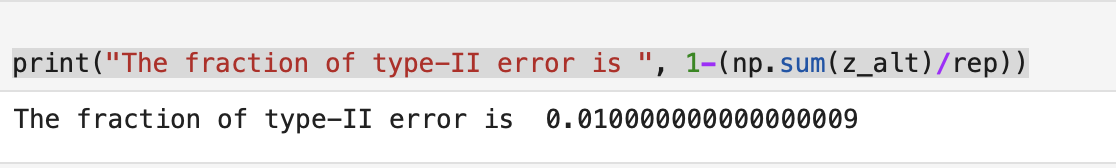 print("The fraction of type-II error is ", 1-(np.sum(z_alt)/rep))
The fraction of type-II error is  0.010000000000000009